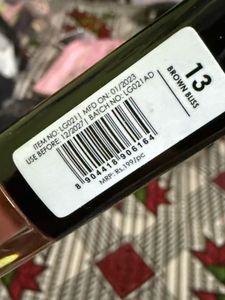 ITEM NO: LG021 | MFD ON: 01/2023
USE BEFORE: 12/2027 | BATCH NO: LG021AD
8 904418 906164
MRP: Rs.199/pc
13
BROWN BLISS